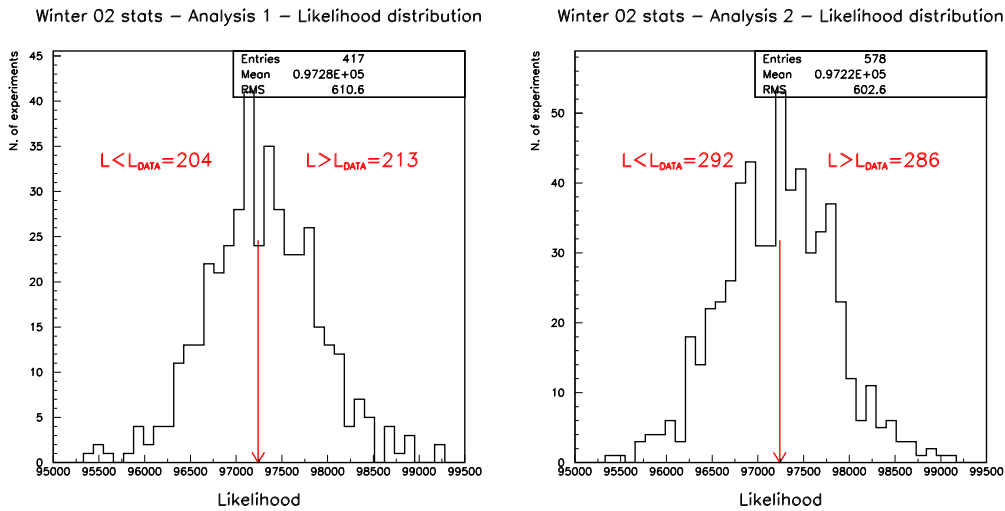 Winter 02 stats – Analysis 1 – Likelihood distribution
Entries 417
Mean 0.9728E+05
RMS 610.6
N. of experiments
45
40
35
30
25
20
15
10
5
0
L<L_DATA=204
L>L_DATA=213
95000 95500 96000 96500 97000 97500 98000 98500 99000 99500
Likelihood
Winter 02 stats – Analysis 2 – Likelihood distribution
Entries 578
Mean 0.9722E+05
RMS 602.6
N. of experiments
50
40
30
20
10
0
L<L_DATA=292
L>L_DATA=286
95000 95500 96000 96500 97000 97500 98000 98500 99000 99500
Likelihood